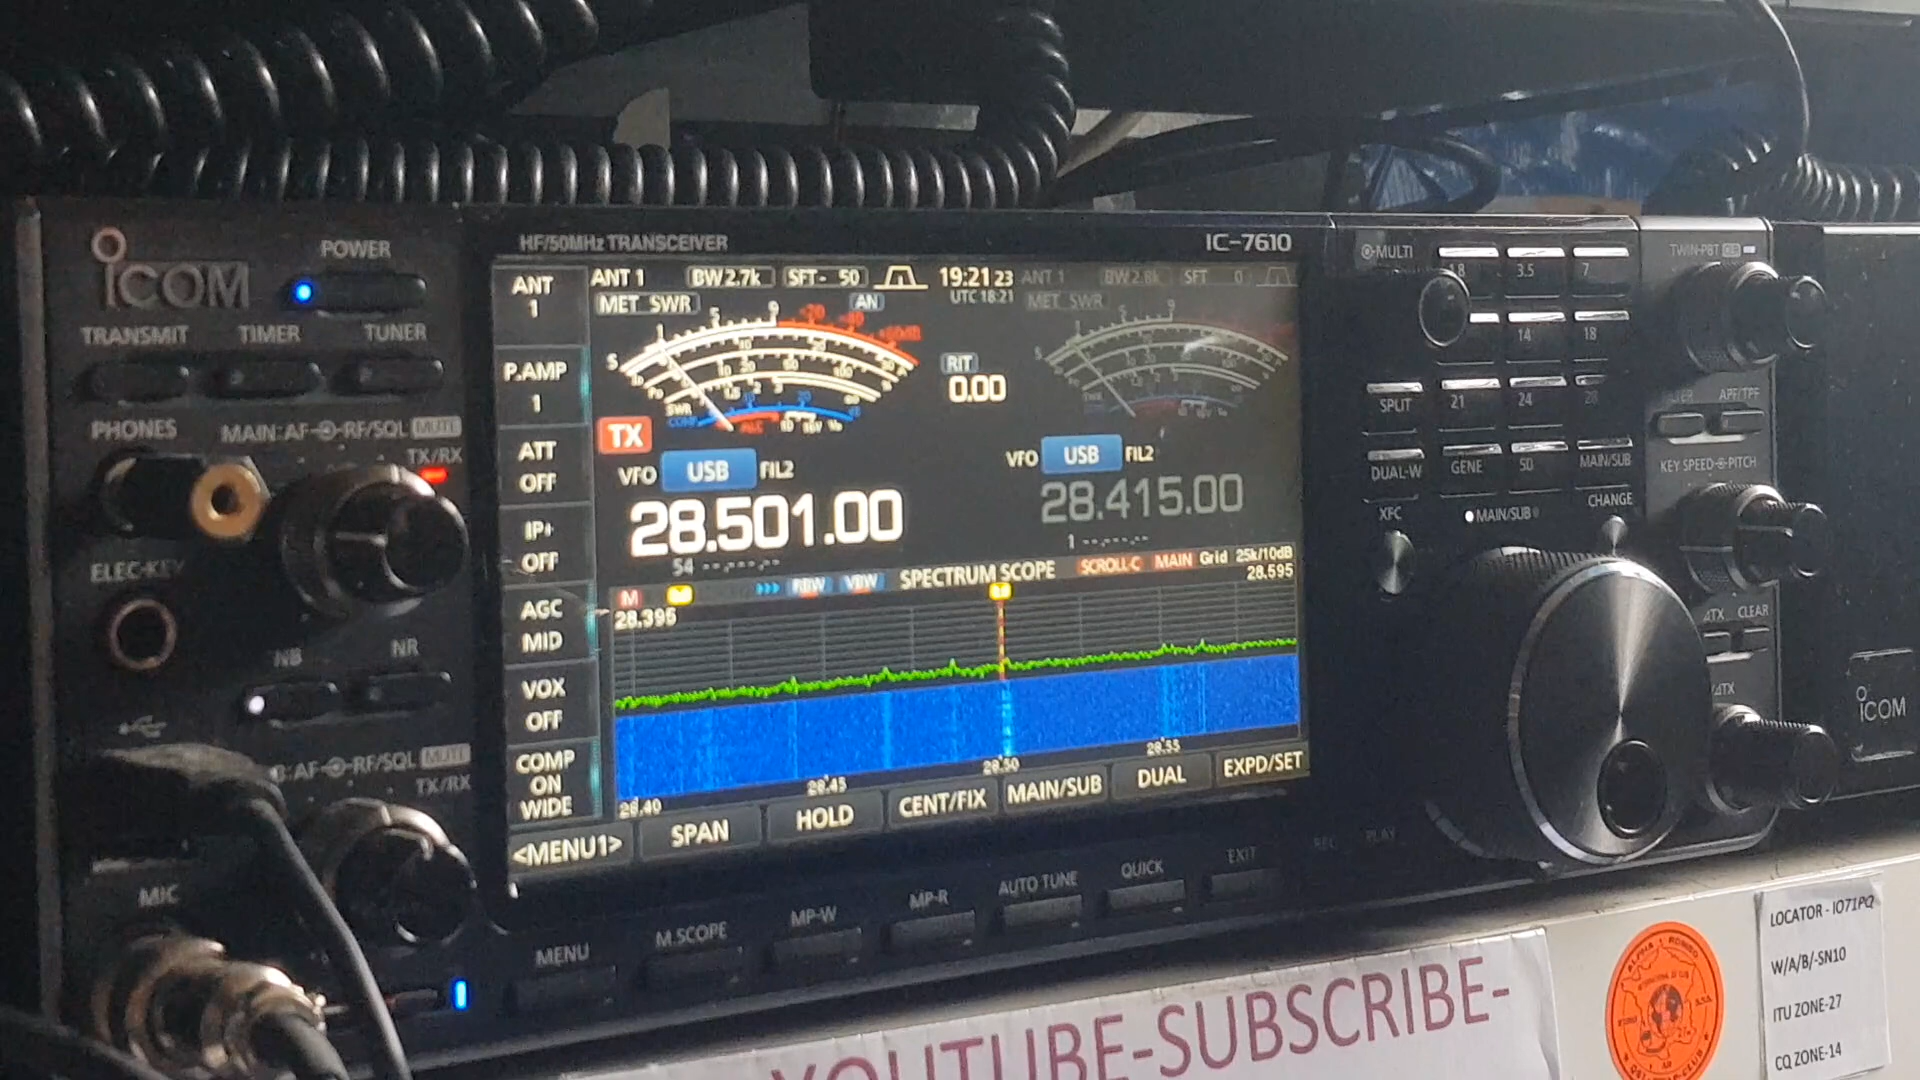 HF/50MHz TRANSCEIVER
IC-7610
ICOM
POWER
TRANSMIT TIMER TUNER
PHONES
MAIN:AF RF/SQL MUTE
TX/RX
ELEC-KEY
NB NR
AF RF/SQL MUTE
TX/RX
MIC
ANT
1
P.AMP
1
ATT
OFF
IP+
OFF
AGC
MID
VOX
OFF
COMP
ON
WIDE
ANT 1 BW 2.7k SFT- 50
19:21 23
UTC 18:21
ANT 1 BW 2.8k SFT 0
MET SWR
AN
MET SWR
RIT
0.00
TX
VFO USB FIL2
VFO USB FIL2
28.501.00
28.415.00
54 --.---.--
1 --.---.--
M
RBW VBW SPECTRUM SCOPE SCROLL-C MAIN Grid 25k/10dB
28.395
28.595
28.40 28.45 28.50 28.55
<MENU1> SPAN HOLD CENT/FIX MAIN/SUB DUAL EXPD/SET
MENU M.SCOPE MP-W MP-R AUTO TUNE QUICK EXIT
REC PLAY
MULTI
1.8 3.5 7
14 18
SPLIT 21 24 28
DUAL-W GENE 50 MAIN/SUB
CHANGE
XFC MAIN/SUB
TWIN-PBT
APF/TPF
KEY SPEED PITCH
CLEAR
ICOM
YOUTUBE-SUBSCRIBE-
LOCATOR - IO71PQ
W/A/B/-SN10
ITU ZONE-27
CQ ZONE-14